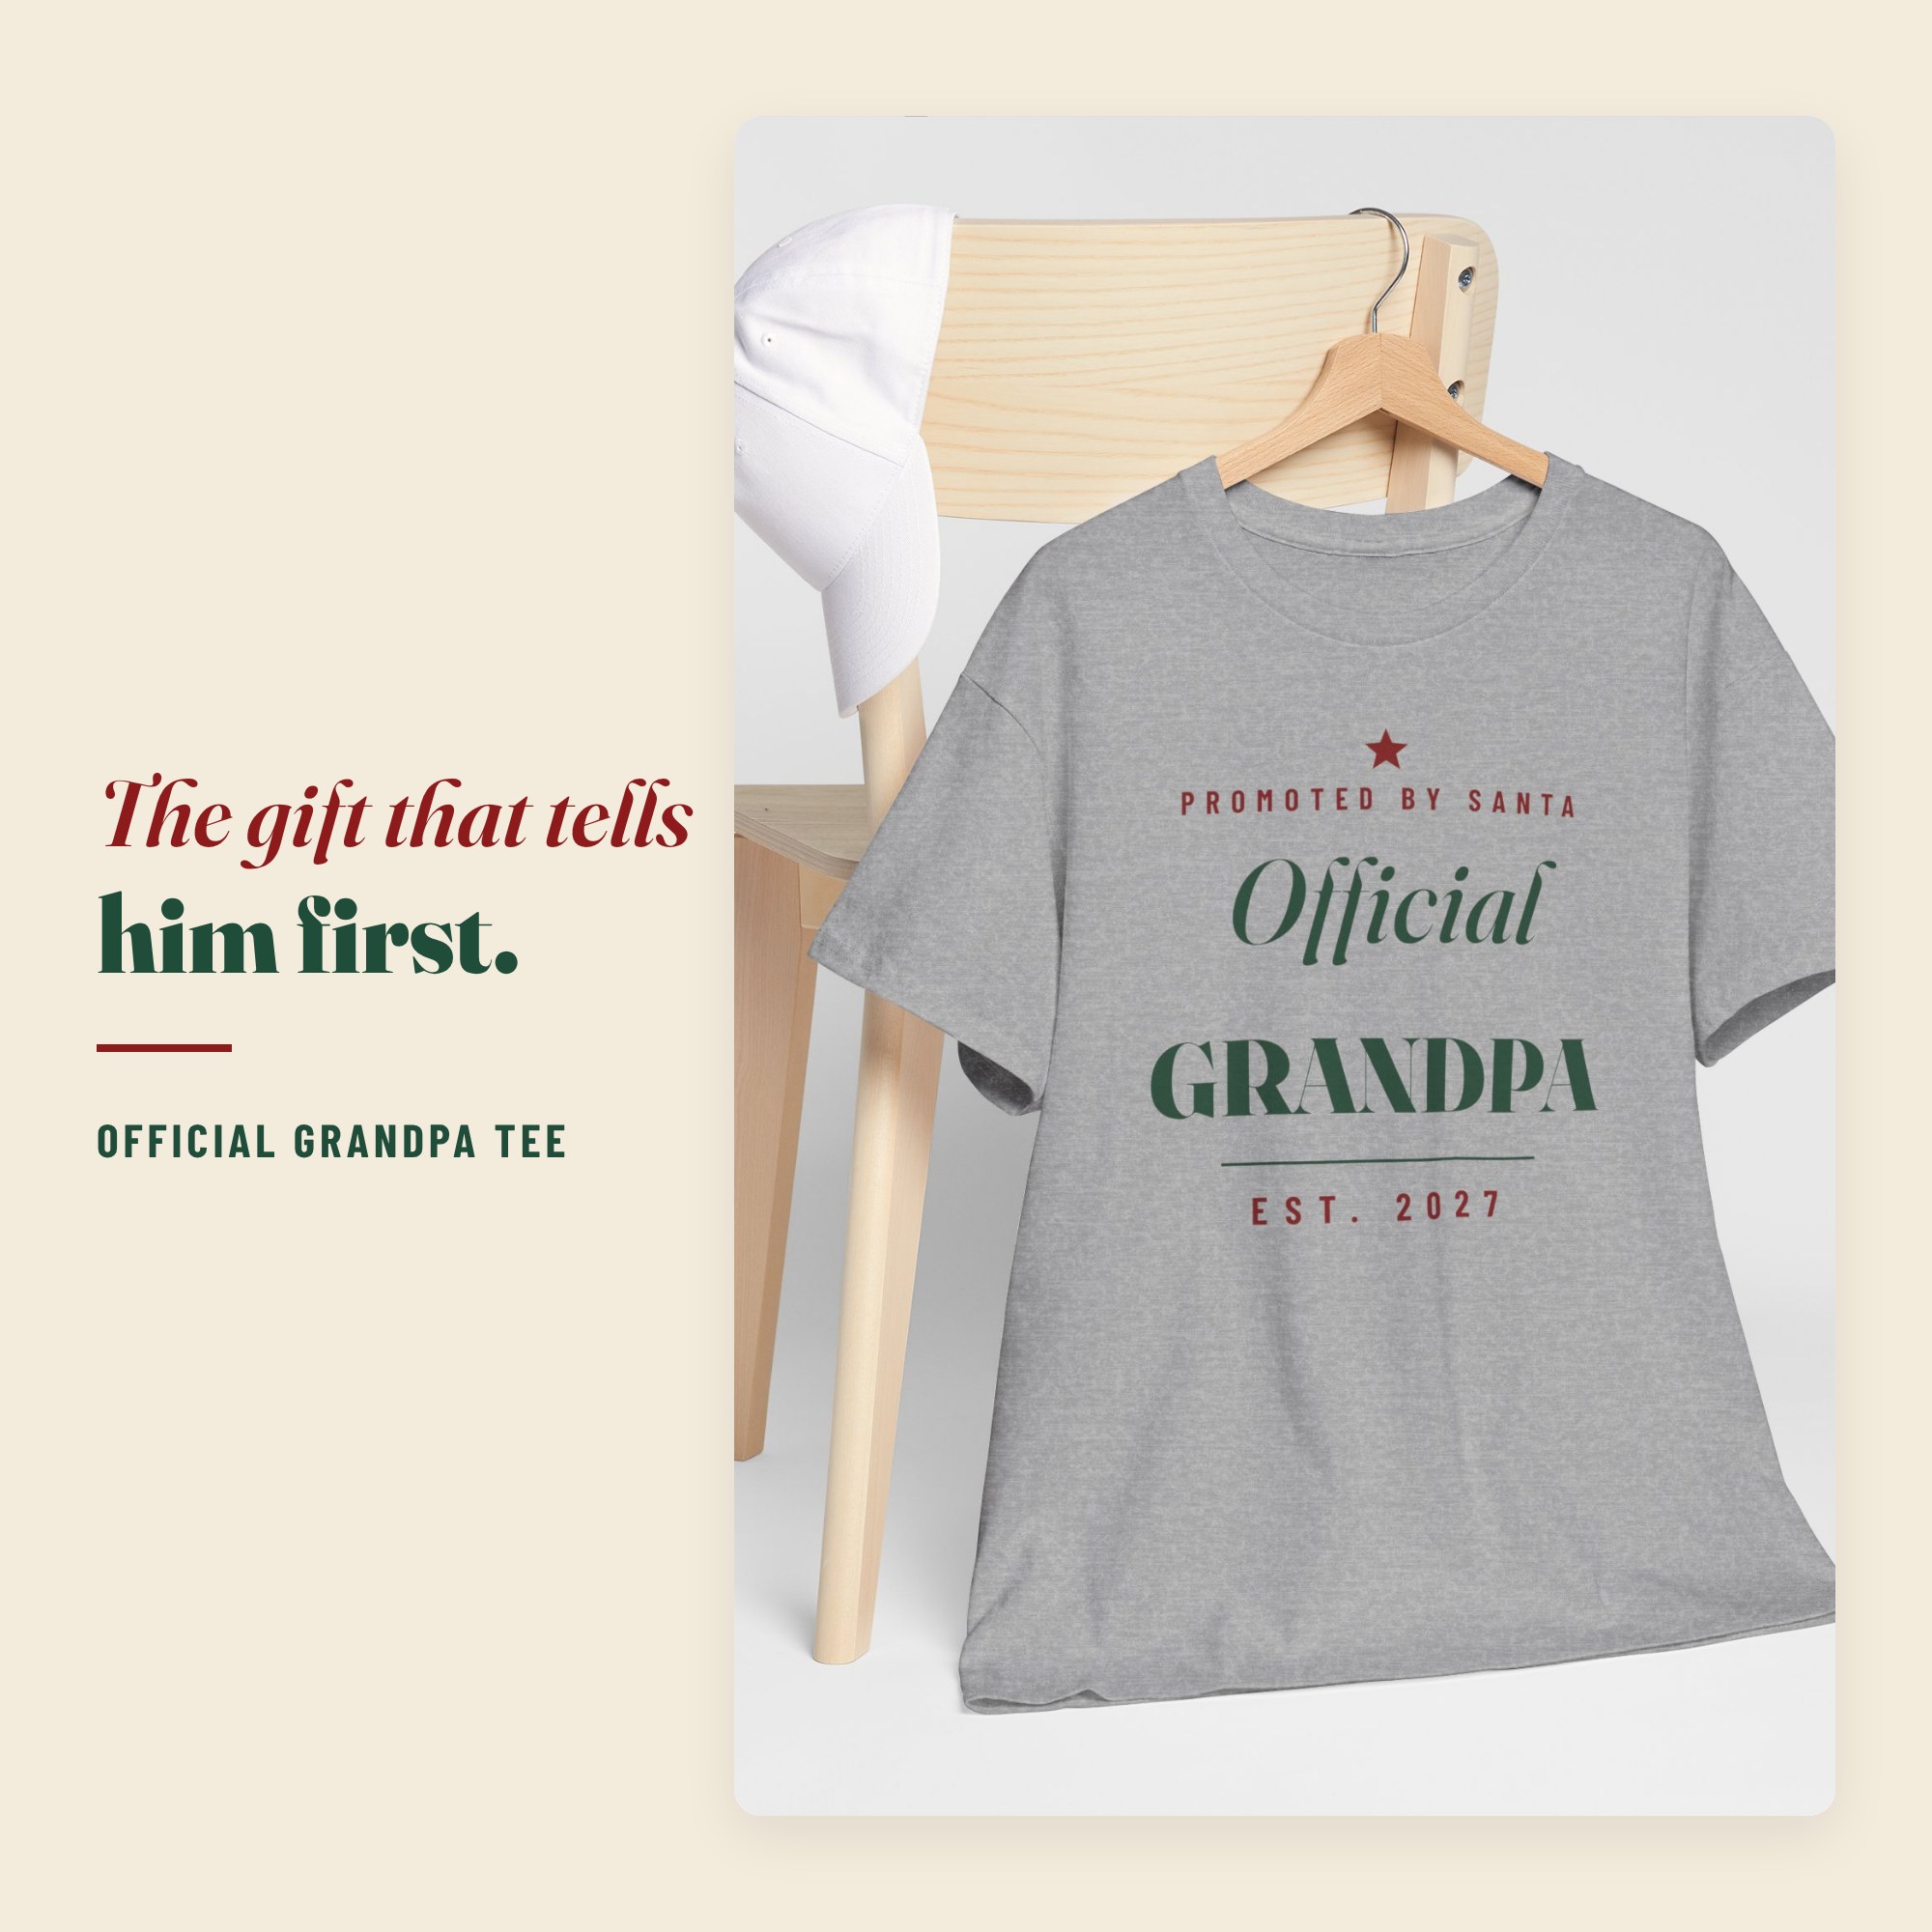 The gift that tells
him first.
OFFICIAL GRANDPA TEE
PROMOTED BY SANTA
Official
GRANDPA
EST. 2027